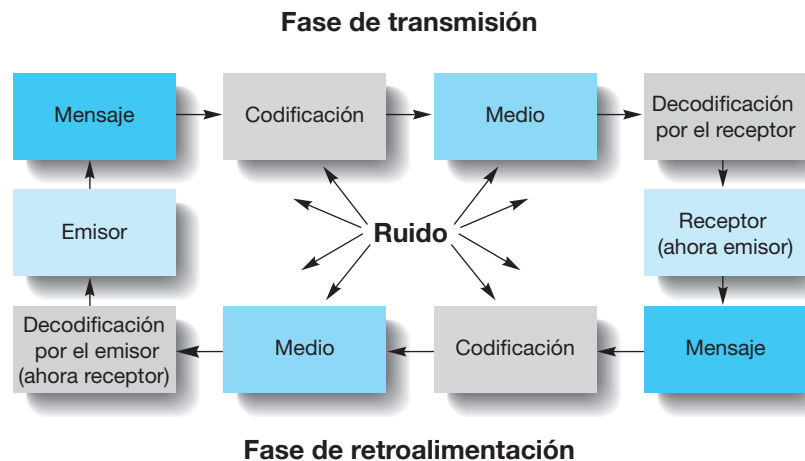 Fase de transmisión
Mensaje
Codificación
Medio
Decodificación
por el receptor
Emisor
Ruido
Receptor
(ahora emisor)
Decodificación
por el emisor
(ahora receptor)
Medio
Codificación
Mensaje
Fase de retroalimentación